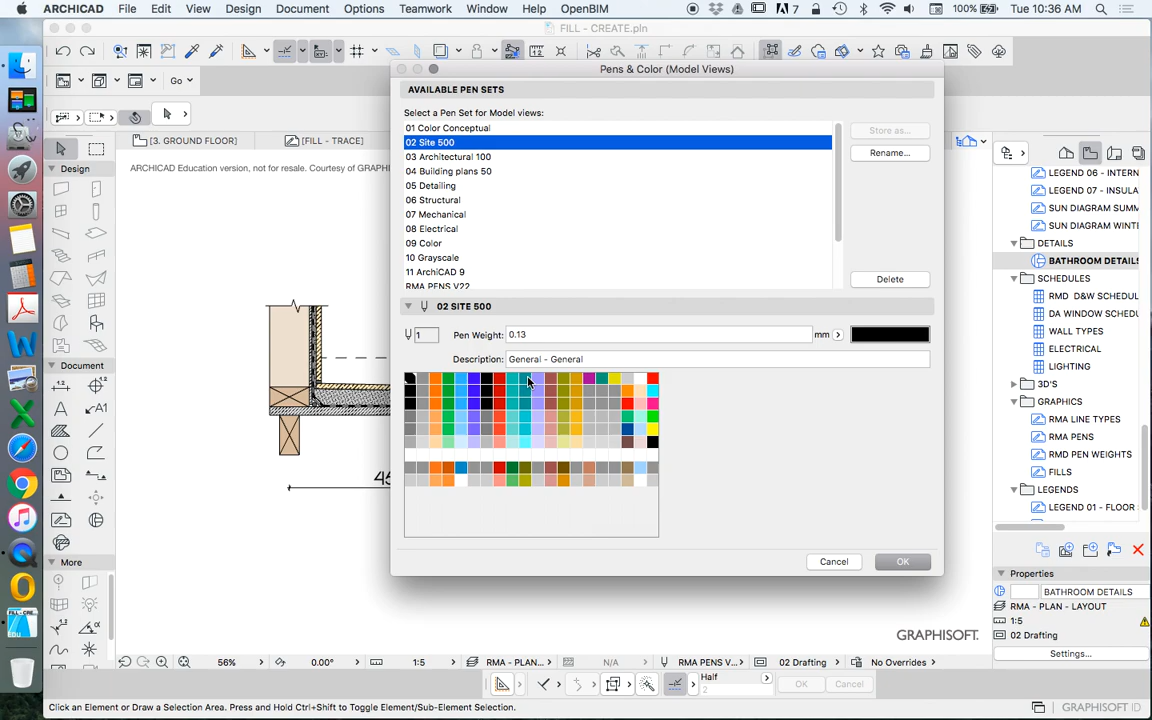 ARCHICAD File Edit View Design Document Options Teamwork Window Help OpenBIM 7 100% Tue 10:36 AM
FILL - CREATE.pln
Pens & Color (Model Views)
Go
AVAILABLE PEN SETS
Select a Pen Set for Model views:
01 Color Conceptual
02 Site 500
03 Architectural 100
04 Building plans 50
05 Detailing
06 Structural
07 Mechanical
08 Electrical
09 Color
10 Grayscale
11 ArchiCAD 9
RMA PENS V22
Store as...
Rename...
Delete
02 SITE 500
1
Pen Weight: 0.13 mm
Description: General - General
Cancel
OK
[3. GROUND FLOOR]
[FILL - TRACE]
ARCHICAD Education version, not for resale. Courtesy of GRAPHI
45
GRAPHISOFT.
Design
Document
More
LEGEND 06 - INTERN
LEGEND 07 - INSULA
SUN DIAGRAM SUMM
SUN DIAGRAM WINTE
DETAILS
BATHROOM DETAILS
SCHEDULES
RMA D&W SCHEDUL
DA WINDOW SCHEDU
WALL TYPES
ELECTRICAL
LIGHTING
3D'S
GRAPHICS
RMA LINE TYPES
RMA PENS
RMD PEN WEIGHTS
FILLS
LEGENDS
LEGEND 01 - FLOOR
Properties
BATHROOM DETAILS
RMA - PLAN - LAYOUT
1:5
02 Drafting
Settings...
56% 0.00° 1:5 RMA - PLAN... N/A RMA PENS V... 02 Drafting No Overrides
Half
2
OK
Cancel
Click an Element or Draw a Selection Area. Press and Hold Ctrl+Shift to Toggle Element/Sub-Element Selection.
GRAPHISOFT ID